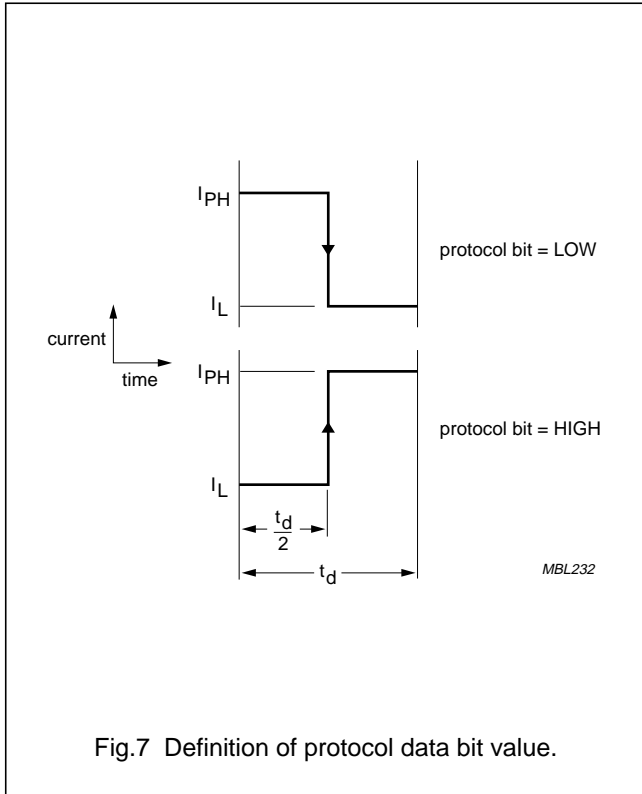 I_PH
protocol bit = LOW
I_L
current
time
I_PH
protocol bit = HIGH
I_L
t_d/2
t_d
MBL232
Fig.7 Definition of protocol data bit value.